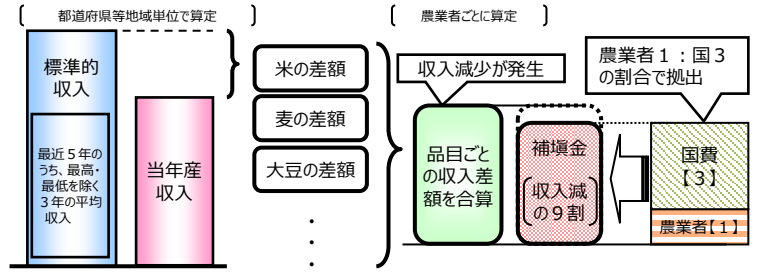 都道府県等地域単位で算定
農業者ごとに算定
標準的
収入
最近５年の
うち、最高・
最低を除く
３年の平均
収入
当年産
収入
米の差額
麦の差額
大豆の差額
・
・
・
収入減少が発生
品目ごと
の収入差
額を合算
補塡金
収入減
の９割
農業者１：国３
の割合で拠出
国費
【３】
農業者【１】